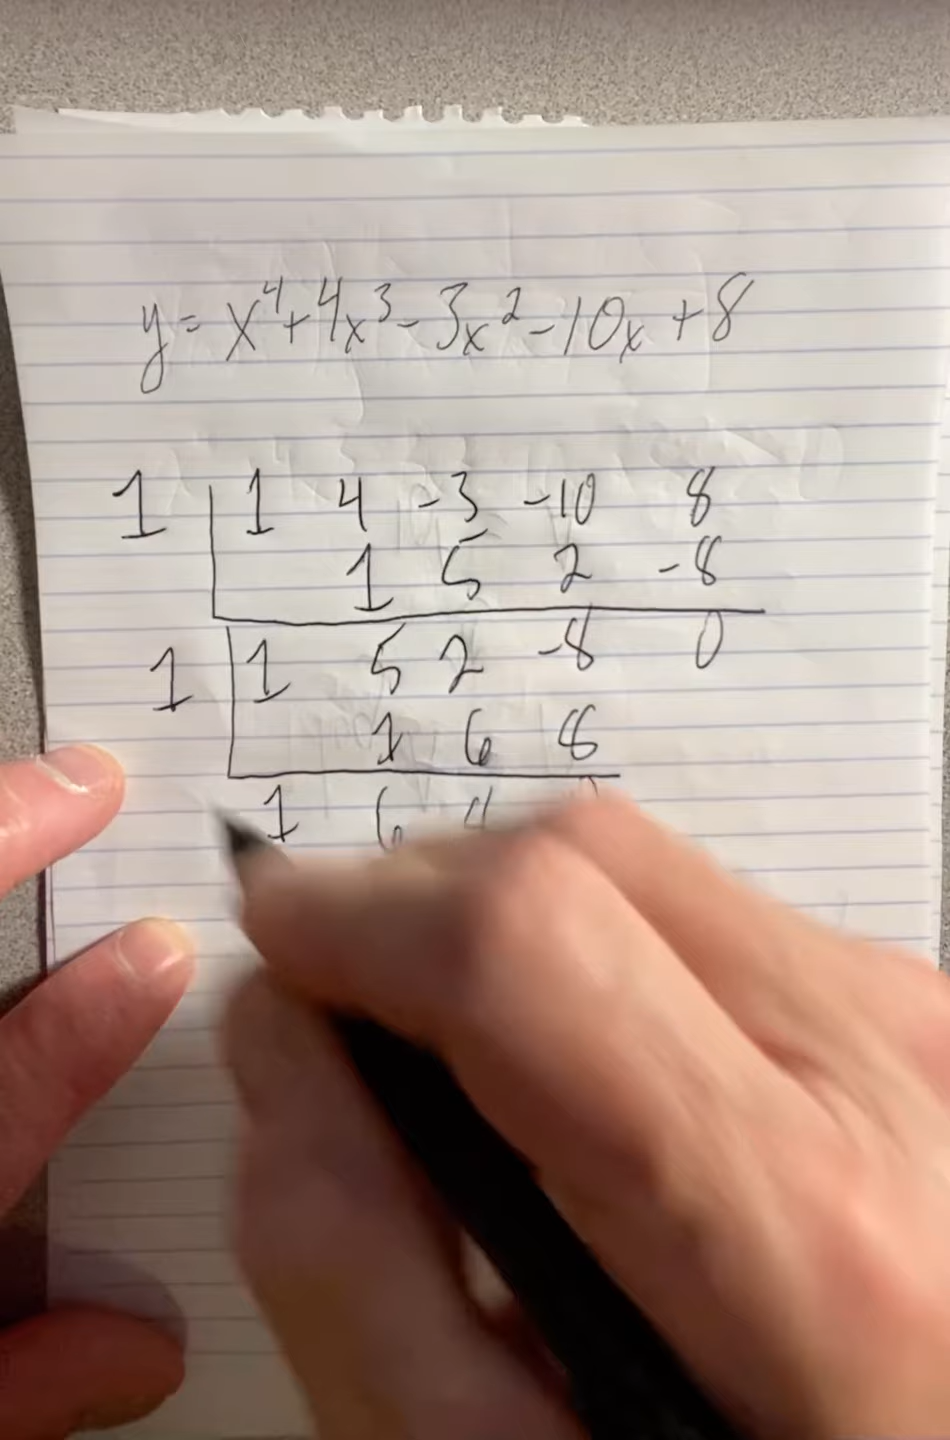 y = x⁴ + 4x³ - 3x² - 10x + 8
1 | 1 4 -3 -10 8
1 5 2 -8
1 | 1 5 2 -8 0
1 6 8
1 6